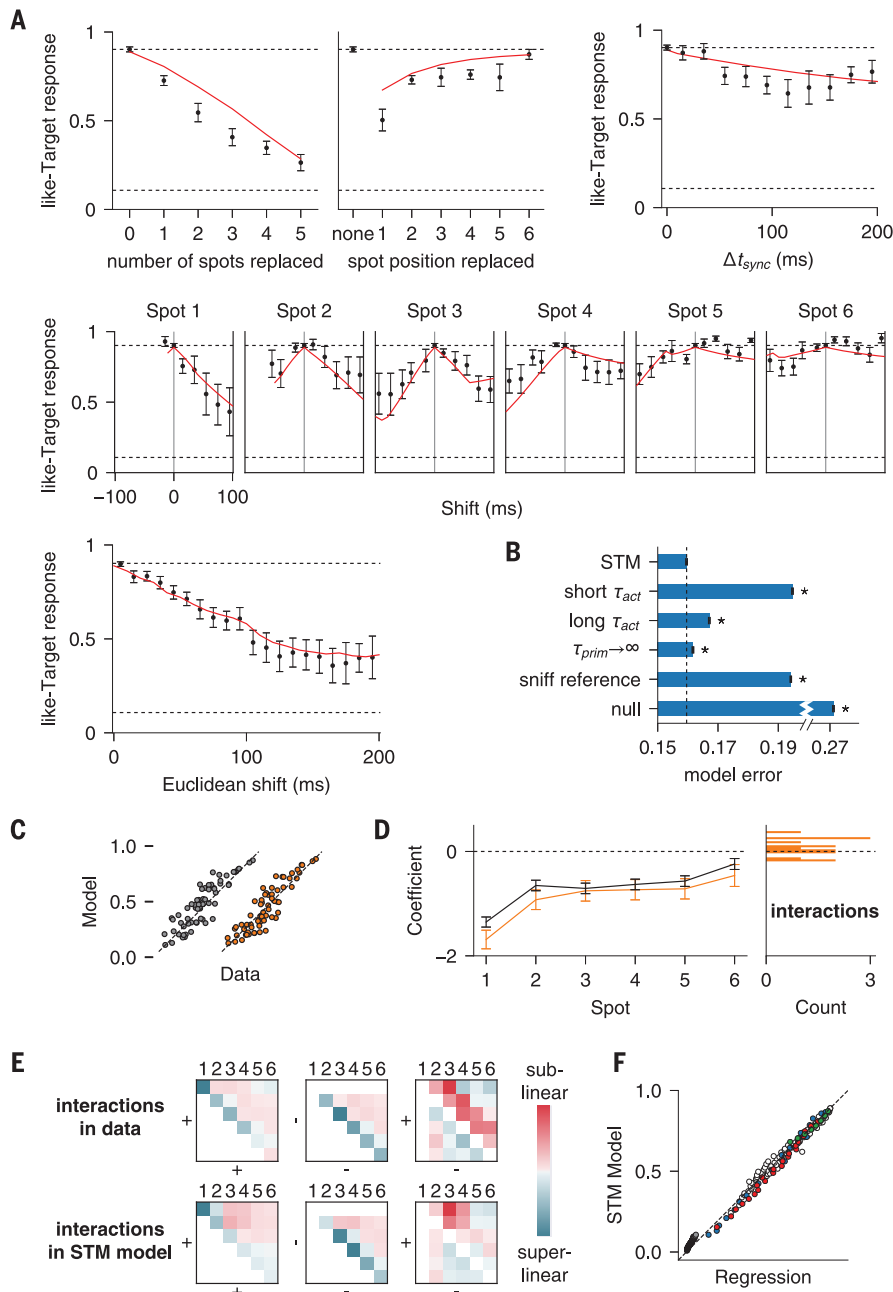 A
like-Target response
1
0.5
0
0 1 2 3 4 5
number of spots replaced
none 1 2 3 4 5 6
spot position replaced
like-Target response
1
0.5
0
0 100 200
Δt_sync (ms)
Spot 1 Spot 2 Spot 3 Spot 4 Spot 5 Spot 6
like-Target response
1
0.5
0
−100 0 100
Shift (ms)
like-Target response
1
0.5
0
0 100 200
Euclidean shift (ms)
B
STM
short τ_act *
long τ_act *
τ_prim→∞ *
sniff reference *
null *
0.15 0.17 0.19 0.27
model error
C
Model
1.0
0.5
0.0
Data
D
Coefficient
0
−2
1 2 3 4 5 6
Spot
interactions
0 3
Count
E
interactions
in data
1 2 3 4 5 6 1 2 3 4 5 6 1 2 3 4 5 6
+ - +
+ - -
sub-
linear
super-
linear
interactions
in STM model
1 2 3 4 5 6 1 2 3 4 5 6 1 2 3 4 5 6
+ - +
+ - -
F
STM Model
1.0
0.5
0.0
Regression